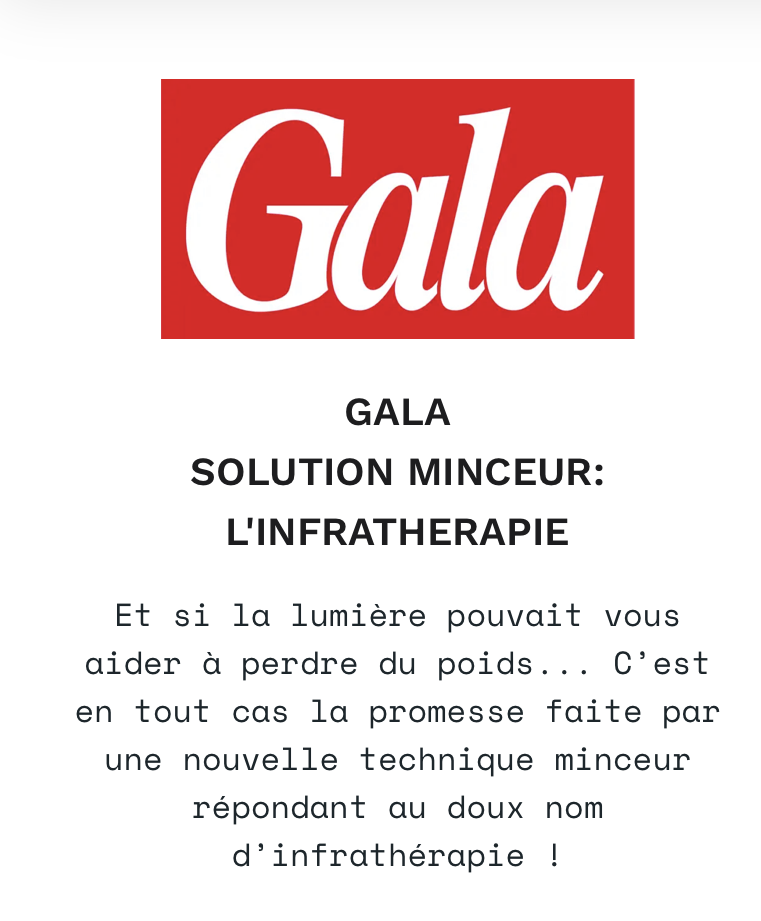 Gala
GALA
SOLUTION MINCEUR:
L'INFRATHERAPIE
Et si la lumière pouvait vous
aider à perdre du poids... C’est
en tout cas la promesse faite par
une nouvelle technique minceur
répondant au doux nom
d’infrathérapie !